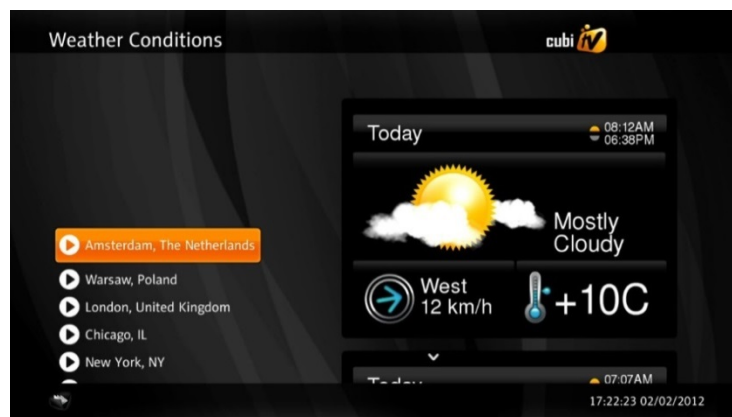 Weather Conditions
cubi tv
Today
08:12AM
06:38PM
Mostly
Cloudy
West
12 km/h
+10C
Amsterdam, The Netherlands
Warsaw, Poland
London, United Kingdom
Chicago, IL
New York, NY
Today
07:07AM
17:22:23 02/02/2012